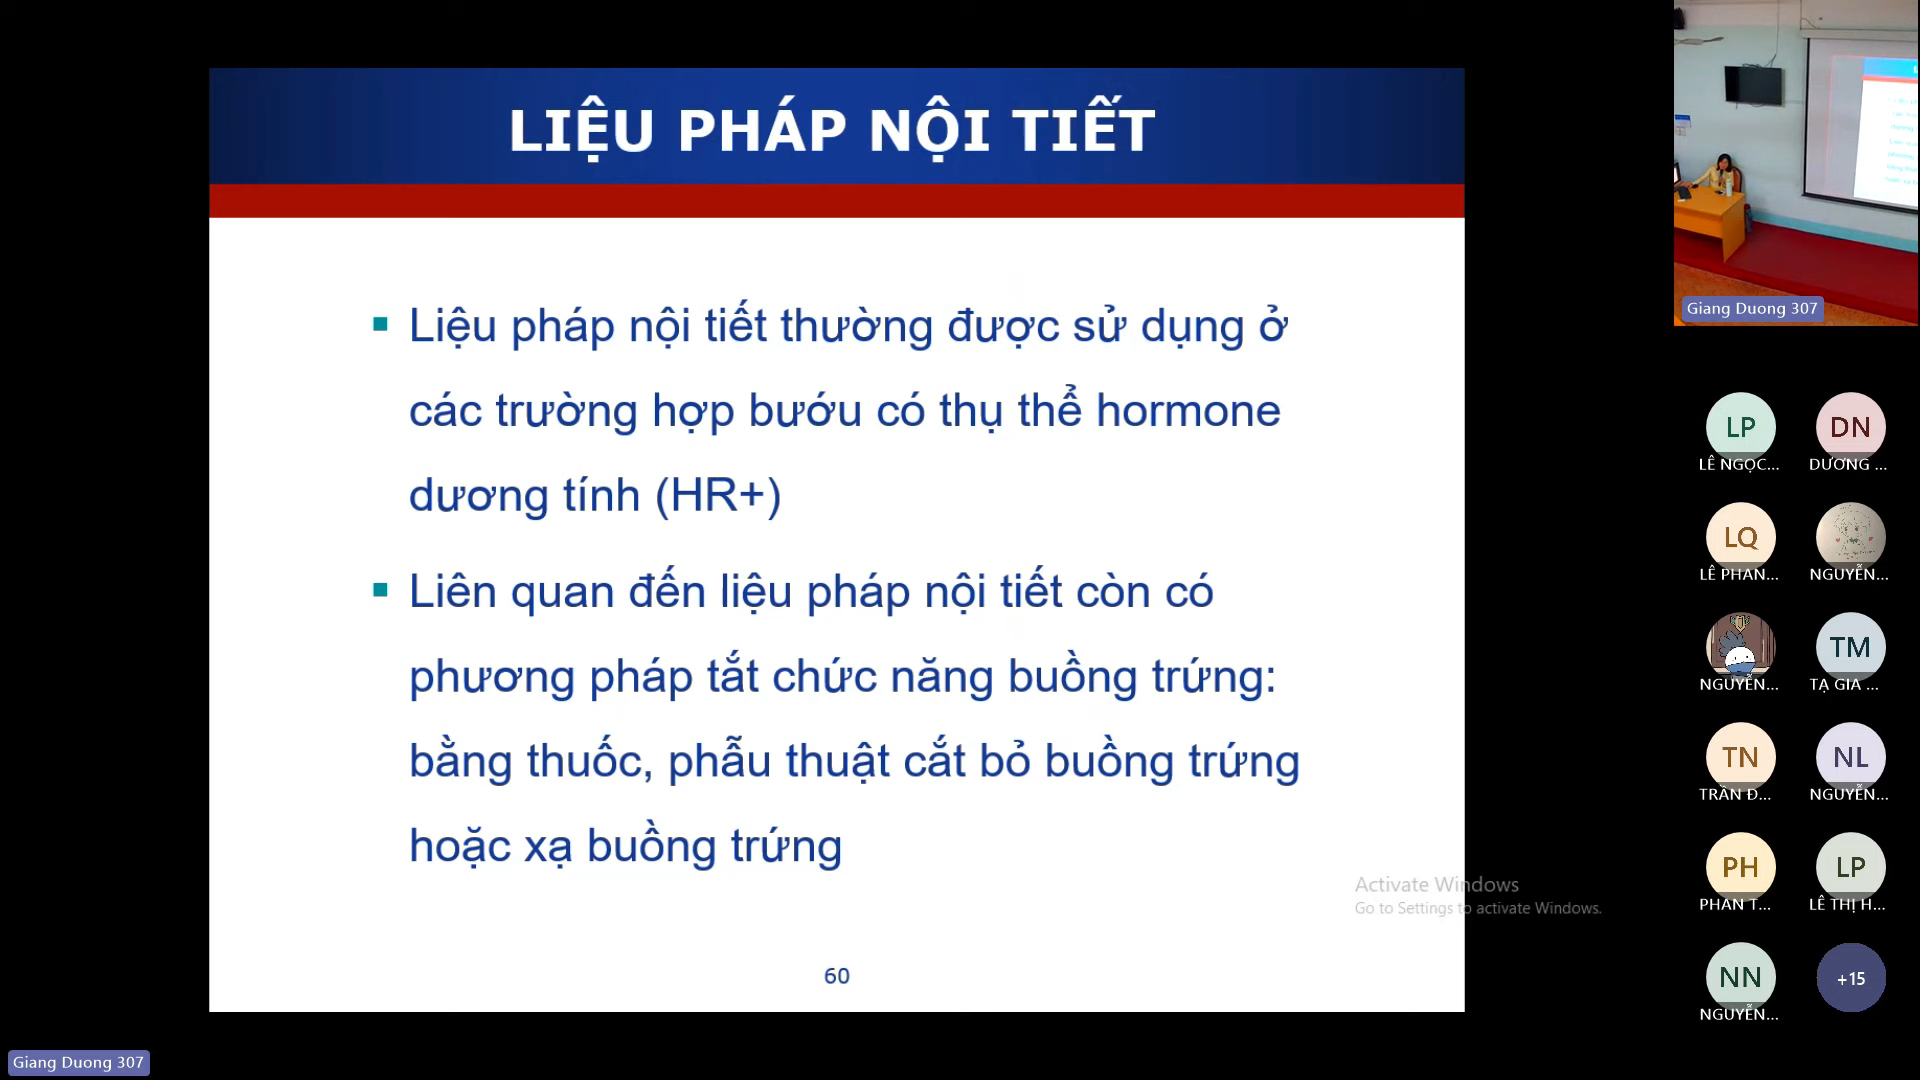 LIỆU PHÁP NỘI TIẾT
Liệu pháp nội tiết thường được sử dụng ở
các trường hợp bướu có thụ thể hormone
dương tính (HR+)
Liên quan đến liệu pháp nội tiết còn có
phương pháp tắt chức năng buồng trứng:
bằng thuốc, phẫu thuật cắt bỏ buồng trứng
hoặc xạ buồng trứng
60
Activate Windows
Go to Settings to activate Windows.
Giang Duong 307
Giang Duong 307
LP
DN
LÊ NGỌC...
DƯƠNG ...
LQ
LÊ PHAN...
NGUYỄN...
TM
NGUYỄN...
TẠ GIA ...
TN
NL
TRẦN Đ...
NGUYỄN...
PH
LP
PHAN T...
LÊ THỊ H...
NN
+15
NGUYỄN...